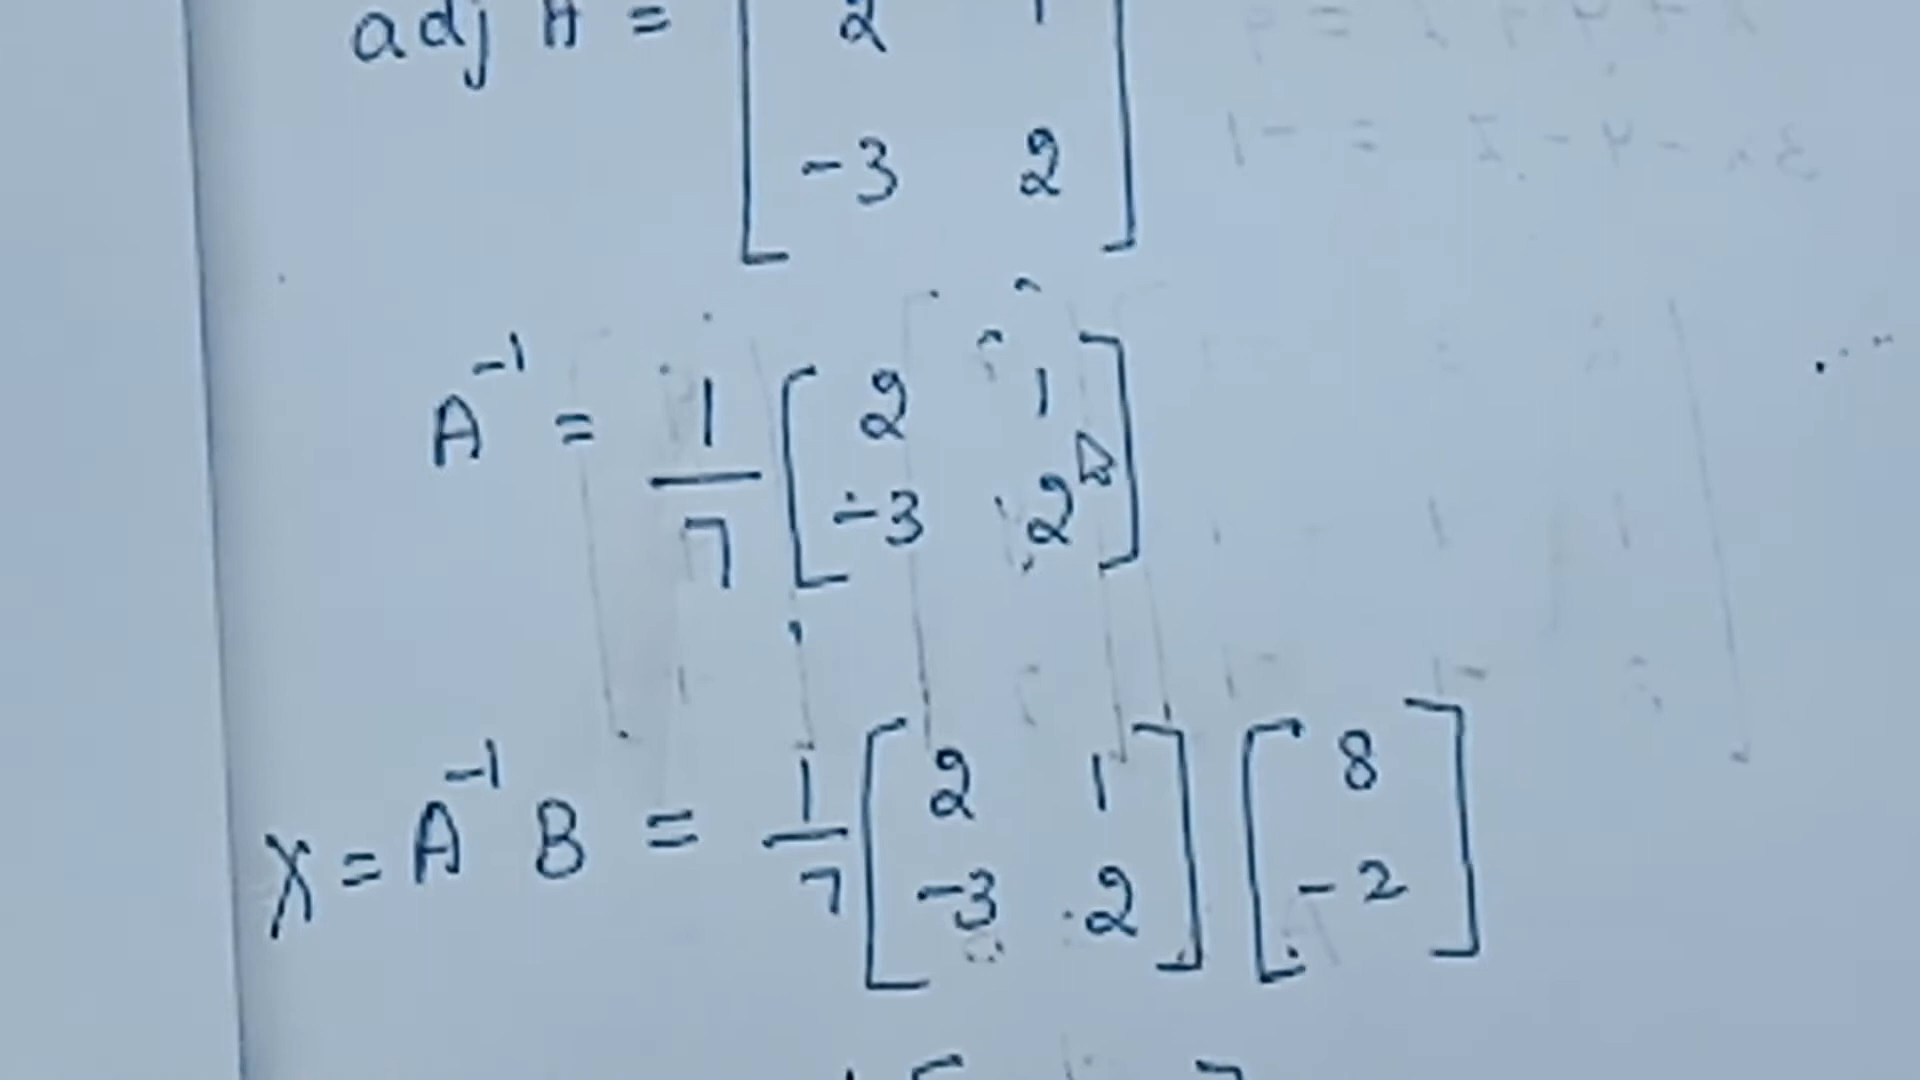 adj A = [ 2 1
-3 2 ]
A⁻¹ = 1/7 [ 2 1
-3 2 ]
X = A⁻¹ B = 1/7 [ 2 1
-3 2 ] [ 8
-2 ]